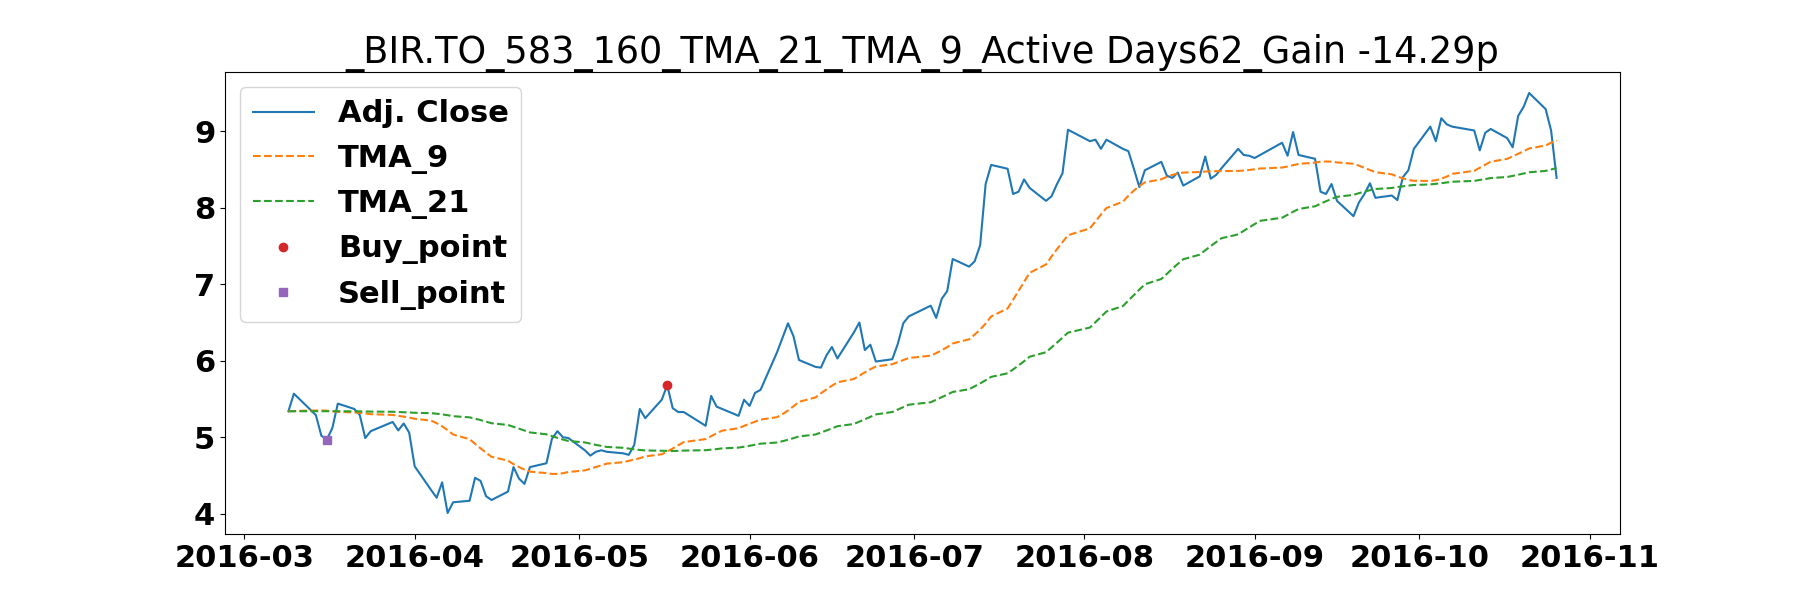 _BIR.TO_583_160_TMA_21_TMA_9_Active Days62_Gain -14.29p
Adj. Close
TMA_9
TMA_21
Buy_point
Sell_point
9
8
7
6
5
4
2016-03 2016-04 2016-05 2016-06 2016-07 2016-08 2016-09 2016-10 2016-11